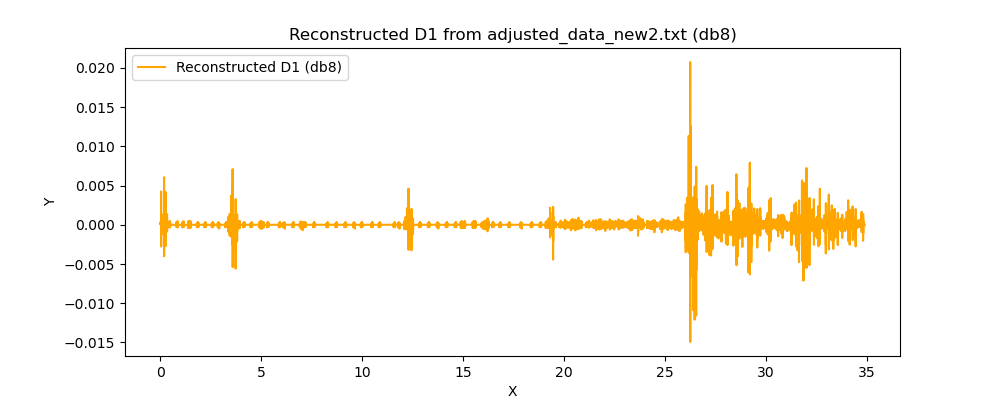 Reconstructed D1 from adjusted_data_new2.txt (db8)
Reconstructed D1 (db8)
0.020
0.015
0.010
0.005
0.000
−0.005
−0.010
−0.015
Y
0 5 10 15 20 25 30 35
X